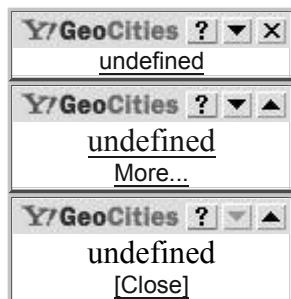 Y!GeoCities ?
undefined
Y!GeoCities ?
undefined
More...
Y!GeoCities ?
undefined
[Close]